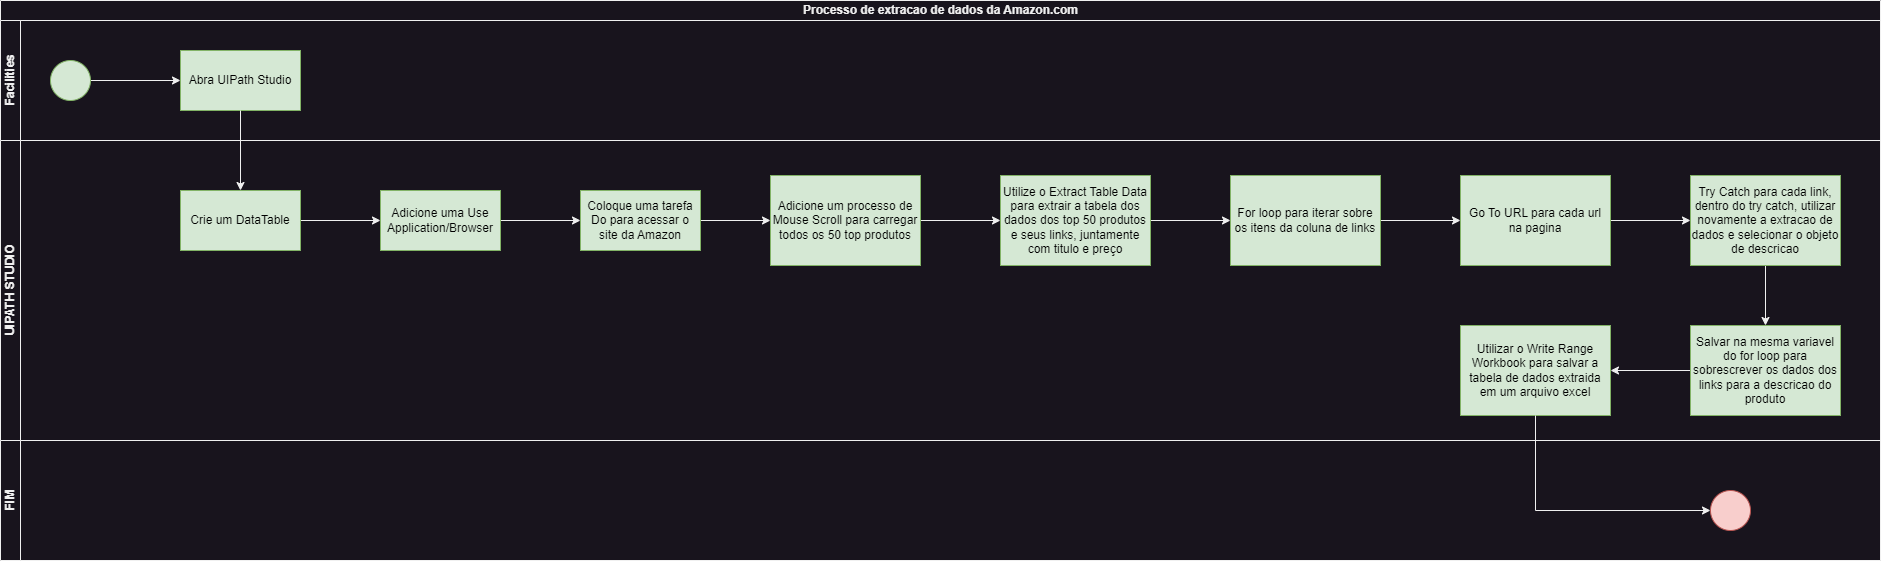 Processo de extracao de dados da Amazon.com
Facilities
Abra UIPath Studio
UIPATH STUDIO
Crie um DataTable
Adicione uma Use
Application/Browser
Coloque uma tarefa
Do para acessar o
site da Amazon
Adicione um processo de
Mouse Scroll para carregar
todos os 50 top produtos
Utilize o Extract Table Data
para extrair a tabela dos
dados dos top 50 produtos
e seus links, juntamente
com titulo e preço
For loop para iterar sobre
os itens da coluna de links
Go To URL para cada url
na pagina
Try Catch para cada link,
dentro do try catch, utilizar
novamente a extracao de
dados e selecionar o objeto
de descricao
Salvar na mesma variavel
do for loop para
sobrescrever os dados dos
links para a descricao do
produto
Utilizar o Write Range
Workbook para salvar a
tabela de dados extraida
em um arquivo excel
FIM